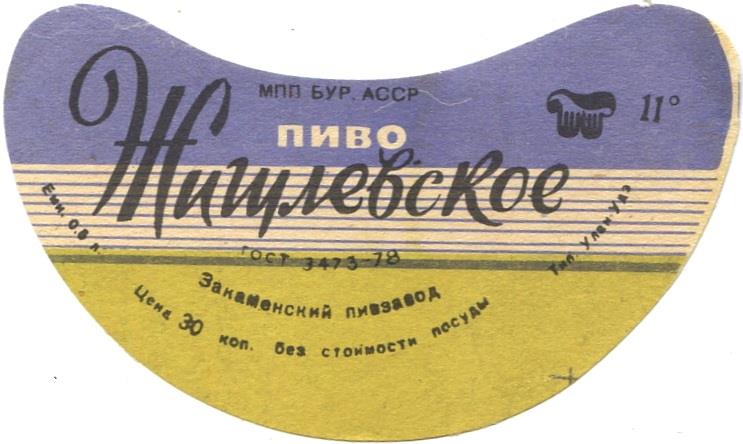 МПП БУР. АССР
ПИВО
11°
Жигулевское
Емк. 0.5 л.
ГОСТ 3473-78
Тип. Улан-Удэ
Закаменский пивзавод
Цена 30 коп. без стоимости посуды